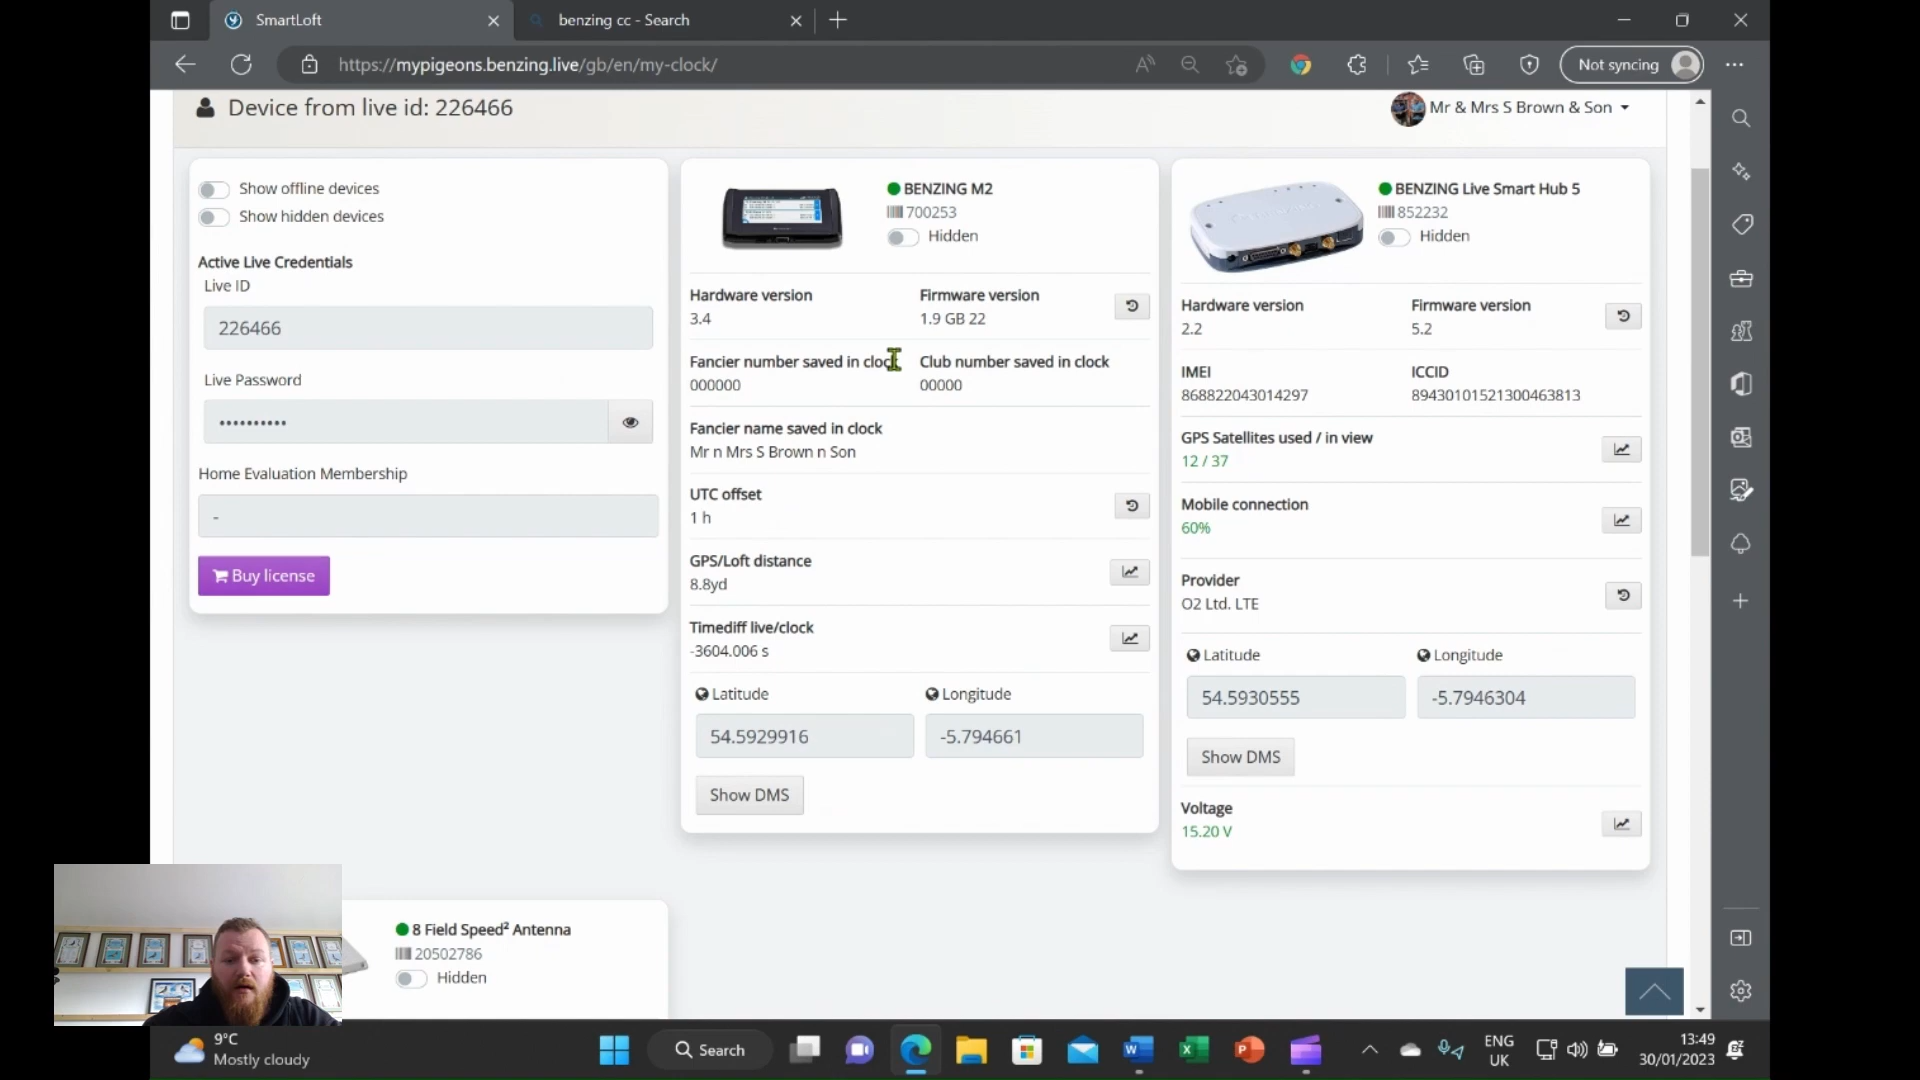 SmartLoft
benzing cc - Search
https://mypigeons.benzing.live/gb/en/my-clock/
Not syncing
Device from live id: 226466
Mr & Mrs S Brown & Son
Show offline devices
Show hidden devices
Active Live Credentials
Live ID
226466
Live Password
••••••••••
Home Evaluation Membership
-
Buy license
BENZING M2
700253
Hidden
Hardware version
3.4
Firmware version
1.9 GB 22
Fancier number saved in clock
000000
Club number saved in clock
00000
Fancier name saved in clock
Mr n Mrs S Brown n Son
UTC offset
1 h
GPS/Loft distance
8.8yd
Timediff live/clock
-3604.006 s
Latitude
54.5929916
Longitude
-5.794661
Show DMS
BENZING Live Smart Hub 5
852232
Hidden
Hardware version
2.2
Firmware version
5.2
IMEI
868822043014297
ICCID
89430101521300463813
GPS Satellites used / in view
12 / 37
Mobile connection
60%
Provider
O2 Ltd. LTE
Latitude
54.5930555
Longitude
-5.7946304
Show DMS
Voltage
15.20 V
8 Field Speed² Antenna
20502786
Hidden
9°C
Mostly cloudy
Search
ENG
UK
13:49
30/01/2023